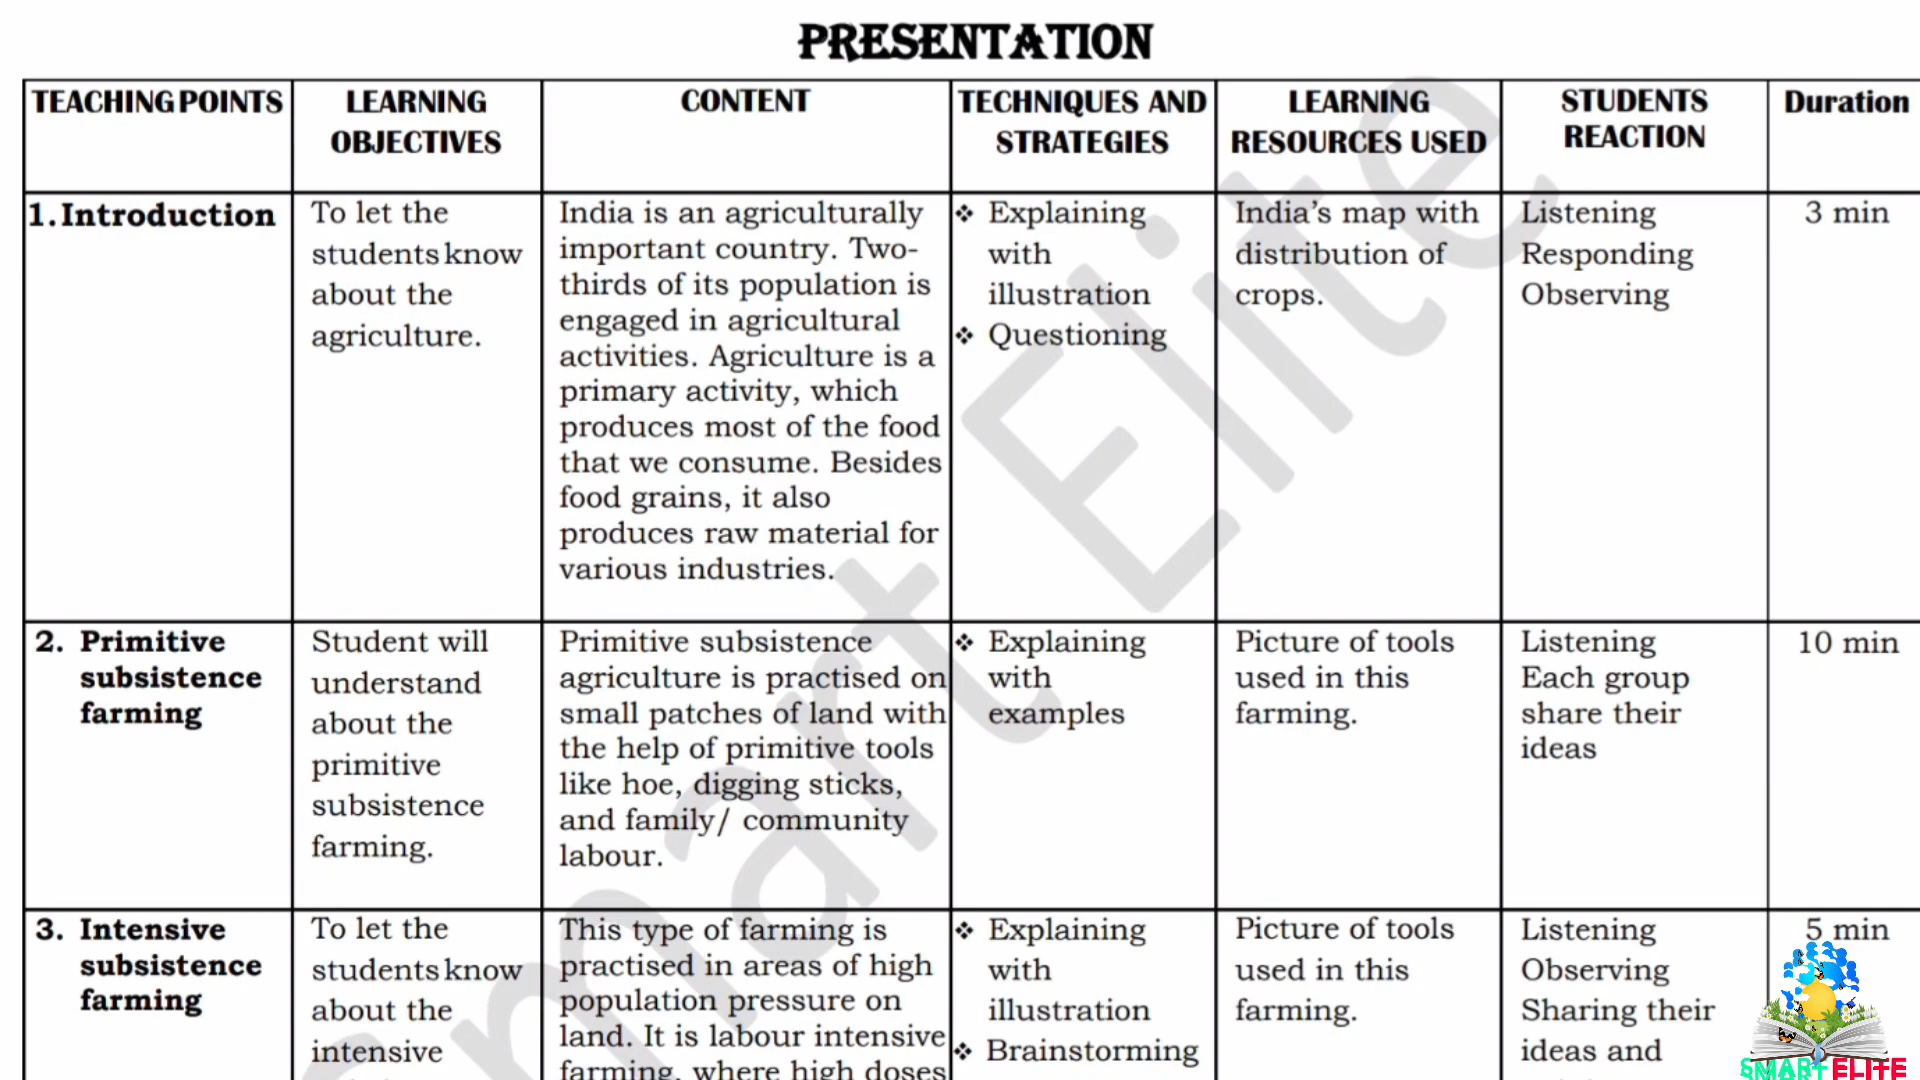 PRESENTATION
TEACHING POINTS
LEARNING
OBJECTIVES
CONTENT
TECHNIQUES AND
STRATEGIES
LEARNING
RESOURCES USED
STUDENTS
REACTION
Duration
1. Introduction
To let the
students know
about the
agriculture.
India is an agriculturally
important country. Two-
thirds of its population is
engaged in agricultural
activities. Agriculture is a
primary activity, which
produces most of the food
that we consume. Besides
food grains, it also
produces raw material for
various industries.
❖ Explaining
with
illustration
❖ Questioning
India’s map with
distribution of
crops.
Listening
Responding
Observing
3 min
2. Primitive
subsistence
farming
Student will
understand
about the
primitive
subsistence
farming.
Primitive subsistence
agriculture is practised on
small patches of land with
the help of primitive tools
like hoe, digging sticks,
and family/ community
labour.
❖ Explaining
with
examples
Picture of tools
used in this
farming.
Listening
Each group
share their
ideas
10 min
3. Intensive
subsistence
farming
To let the
students know
about the
intensive
This type of farming is
practised in areas of high
population pressure on
land. It is labour intensive
farming, where high doses
❖ Explaining
with
illustration
❖ Brainstorming
Picture of tools
used in this
farming.
Listening
Observing
Sharing their
ideas and
5 min
Smart Elite
SMART ELITE